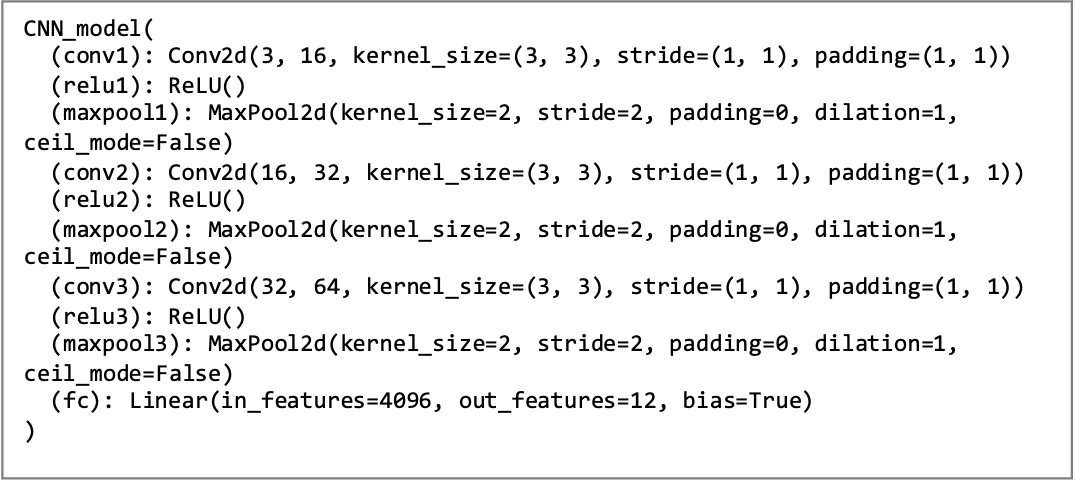 CNN_model(
  (conv1): Conv2d(3, 16, kernel_size=(3, 3), stride=(1, 1), padding=(1, 1))
  (relu1): ReLU()
  (maxpool1): MaxPool2d(kernel_size=2, stride=2, padding=0, dilation=1,
ceil_mode=False)
  (conv2): Conv2d(16, 32, kernel_size=(3, 3), stride=(1, 1), padding=(1, 1))
  (relu2): ReLU()
  (maxpool2): MaxPool2d(kernel_size=2, stride=2, padding=0, dilation=1,
ceil_mode=False)
  (conv3): Conv2d(32, 64, kernel_size=(3, 3), stride=(1, 1), padding=(1, 1))
  (relu3): ReLU()
  (maxpool3): MaxPool2d(kernel_size=2, stride=2, padding=0, dilation=1,
ceil_mode=False)
  (fc): Linear(in_features=4096, out_features=12, bias=True)
)